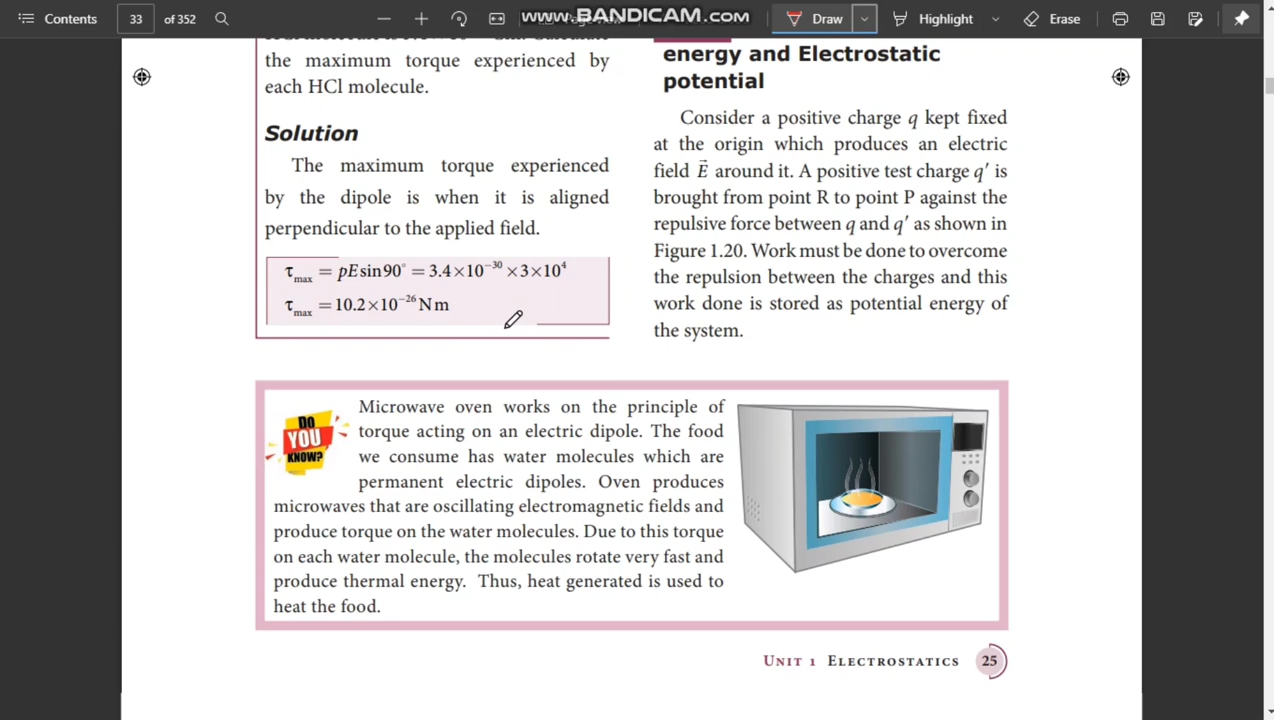 Contents
33
of 352
WWW.BANDICAM.COM
Draw
Highlight
Erase
the maximum torque experienced by
each HCl molecule.
Solution
The maximum torque experienced
by the dipole is when it is aligned
perpendicular to the applied field.
τmax = pE sin 90° = 3.4×10⁻³⁰ ×3×10⁴
τmax = 10.2×10⁻²⁶ N m
energy and Electrostatic
potential
Consider a positive charge q kept fixed
at the origin which produces an electric
field E⃗ around it. A positive test charge q′ is
brought from point R to point P against the
repulsive force between q and q′ as shown in
Figure 1.20. Work must be done to overcome
the repulsion between the charges and this
work done is stored as potential energy of
the system.
DO
YOU
KNOW?
Microwave oven works on the principle of
torque acting on an electric dipole. The food
we consume has water molecules which are
permanent electric dipoles. Oven produces
microwaves that are oscillating electromagnetic fields and
produce torque on the water molecules. Due to this torque
on each water molecule, the molecules rotate very fast and
produce thermal energy. Thus, heat generated is used to
heat the food.
UNIT 1 ELECTROSTATICS 25